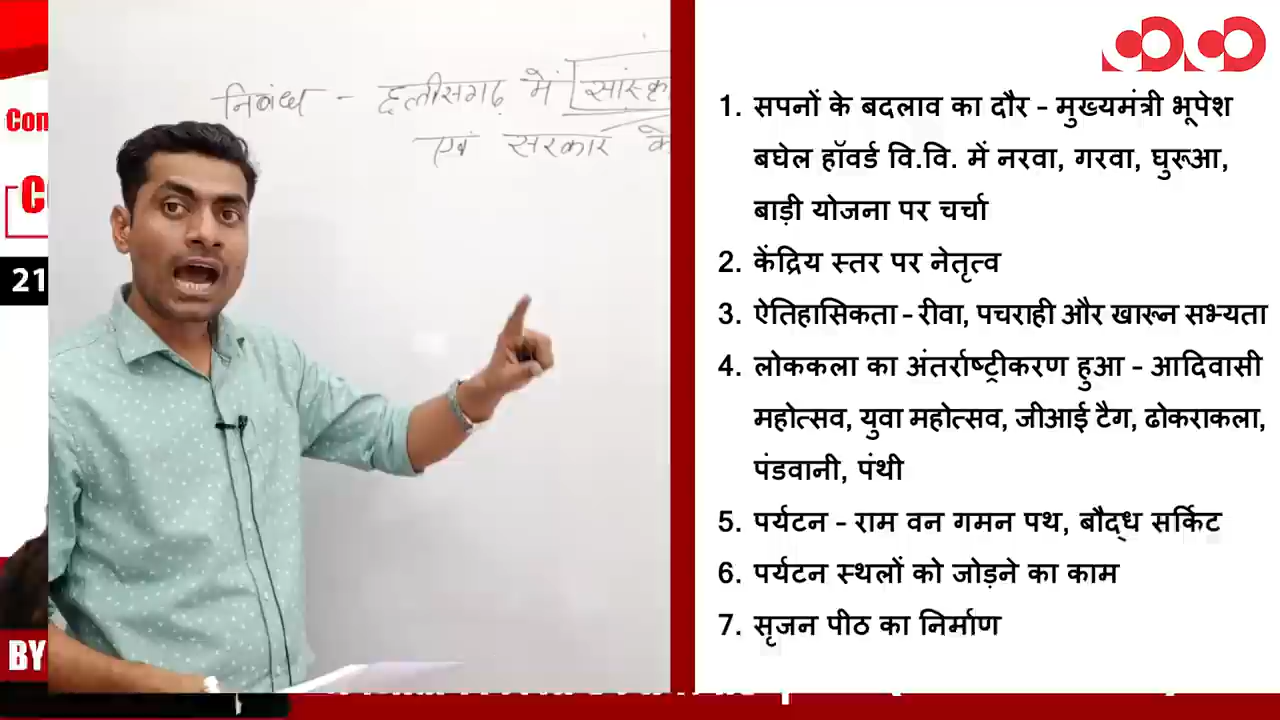 Con
21
BY
निबंध - छत्तीसगढ़ में
एवं सरकार के
1. सपनों के बदलाव का दौर – मुख्यमंत्री भूपेश
बघेल हॉवर्ड वि.वि. में नरवा, गरवा, घुरूआ,
बाड़ी योजना पर चर्चा
2. केंद्रिय स्तर पर नेतृत्व
3. ऐतिहासिकता – रीवा, पचराही और खारून सभ्यता
4. लोककला का अंतर्राष्ट्रीकरण हुआ – आदिवासी
महोत्सव, युवा महोत्सव, जीआई टैग, ढोकराकला,
पंडवानी, पंथी
5. पर्यटन – राम वन गमन पथ, बौद्ध सर्किट
6. पर्यटन स्थलों को जोड़ने का काम
7. सृजन पीठ का निर्माण